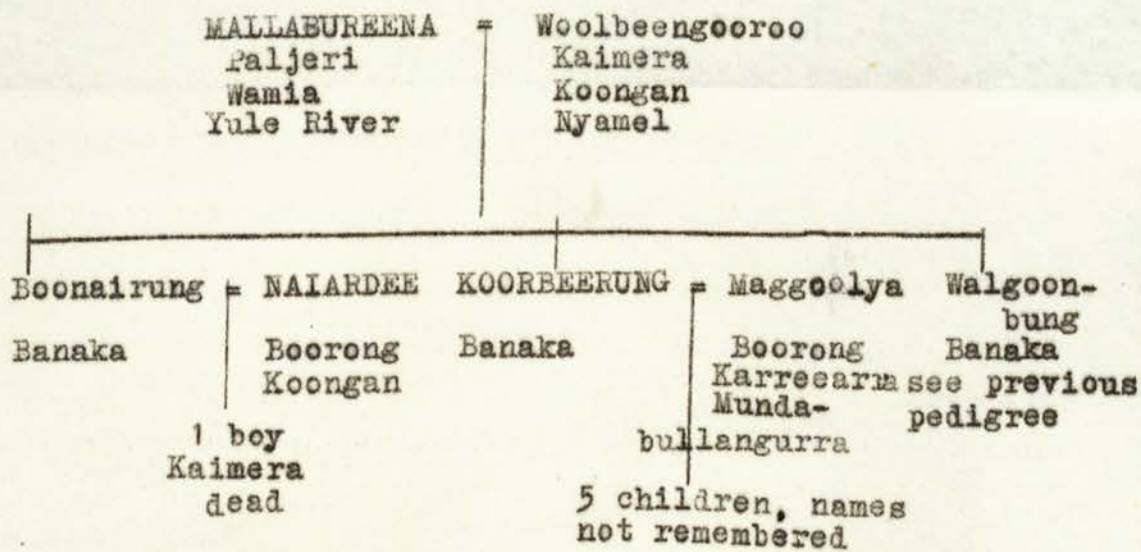 MALLABUREENA = Woolbeengooroo
Paljeri Kaimera
Wamia Koongan
Yule River Nyamel
Boonairung = NAIARDEE KOORBEERUNG = Maggoolya Walgoon-
bung
Banaka Boorong Banaka Boorong Banaka
Koongan Karreearra see previous
Munda- pedigree
1 boy bullangurra
Kaimera
dead
5 children, names
not remembered